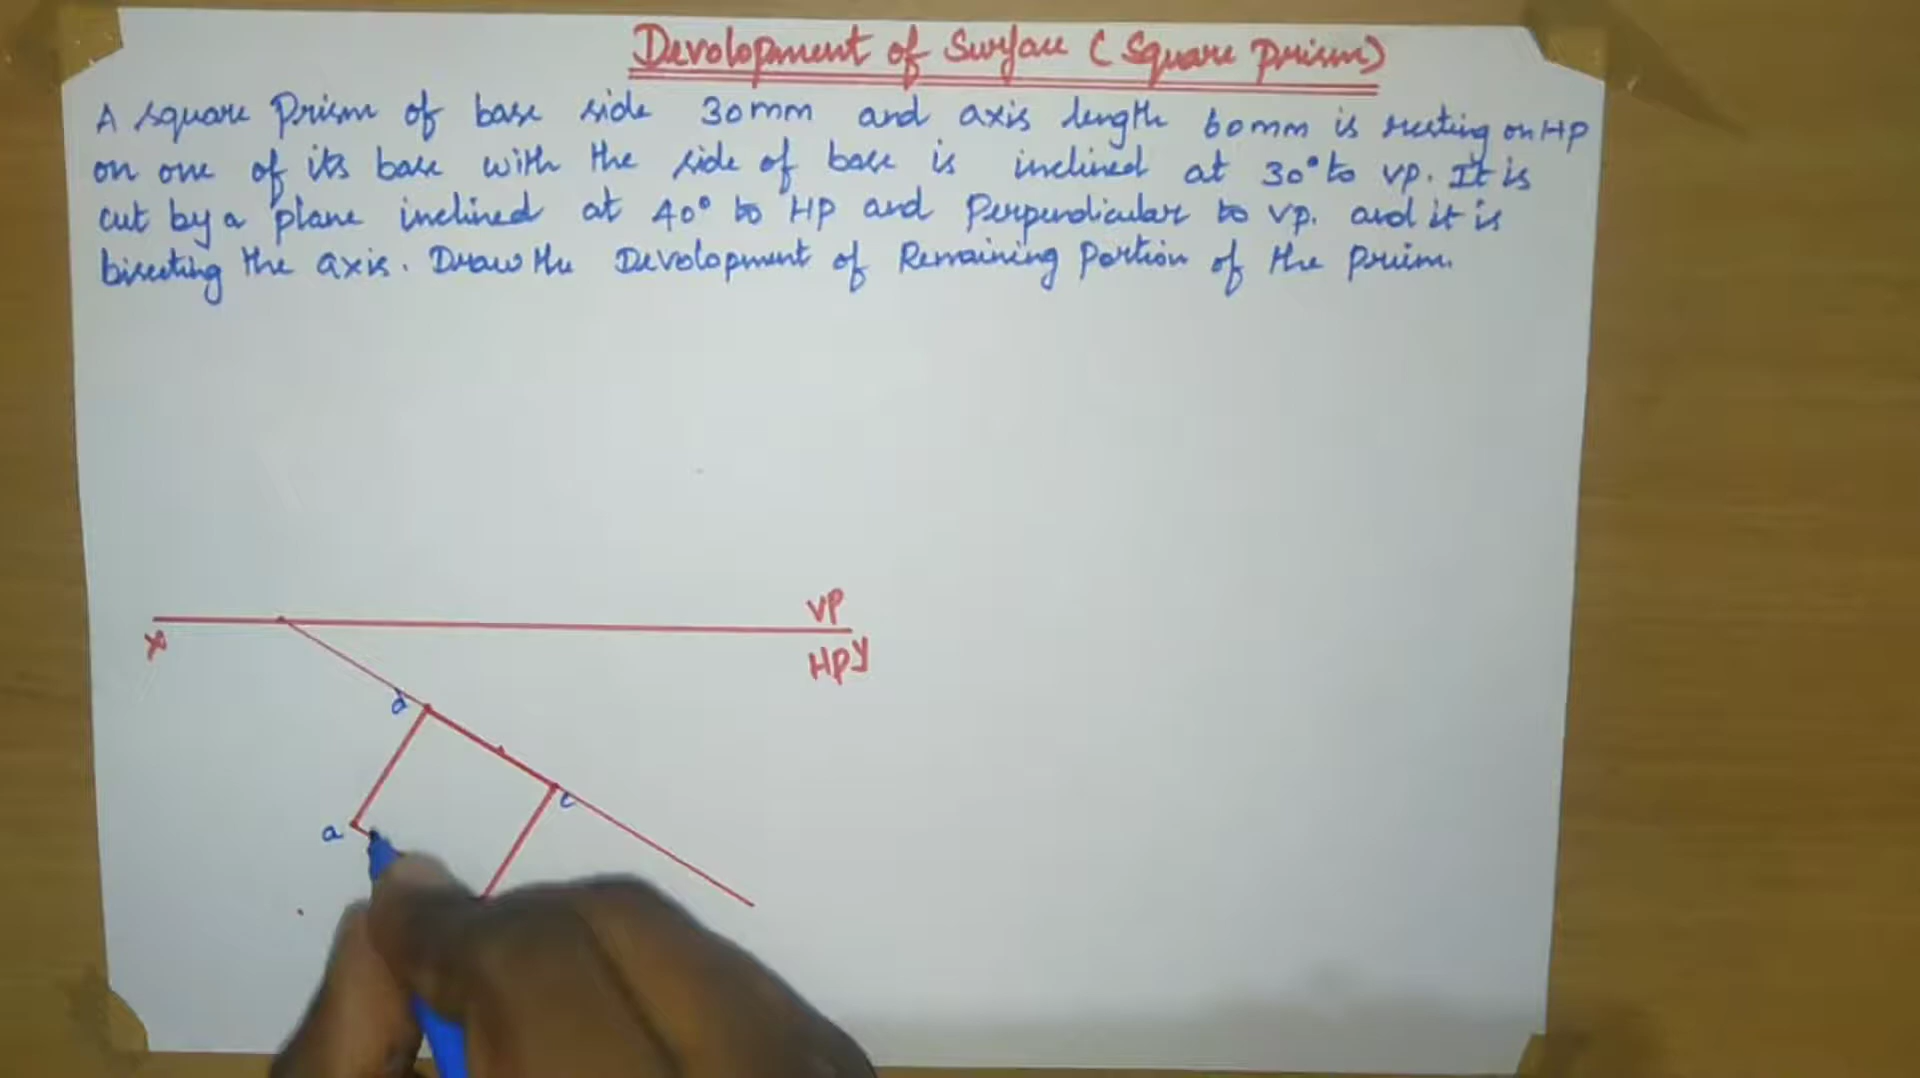 Devolopment of Surface (Square Prism)
A square Prism of base side 30mm and axis length 60mm is resting on HP
on one of its base with the side of base is inclined at 30° to VP. It is
cut by a plane inclined at 40° to HP and Perpendicular to VP. and it is
bisecting the axis. Draw the Devolopment of Remaining Portion of the Prism.
VP
X
HP Y
d
c
a